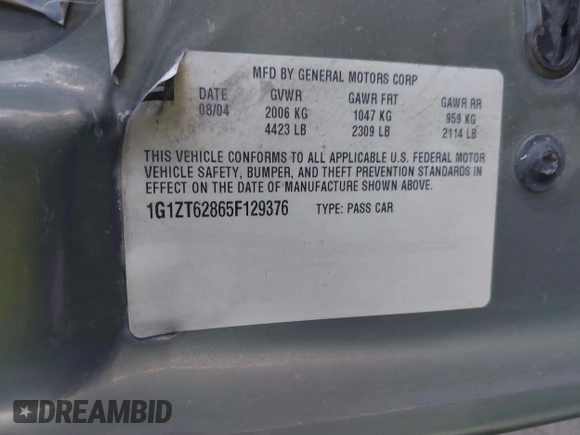 MFD BY GENERAL MOTORS CORP
DATE GVWR GAWR FRT GAWR RR
08/04 2006 KG 1047 KG 959 KG
4423 LB 2309 LB 2114 LB
THIS VEHICLE CONFORMS TO ALL APPLICABLE U.S. FEDERAL MOTOR
VEHICLE SAFETY, BUMPER, AND THEFT PREVENTION STANDARDS IN
EFFECT ON THE DATE OF MANUFACTURE SHOWN ABOVE.
1G1ZT62865F129376 TYPE: PASS CAR
DREAMBID